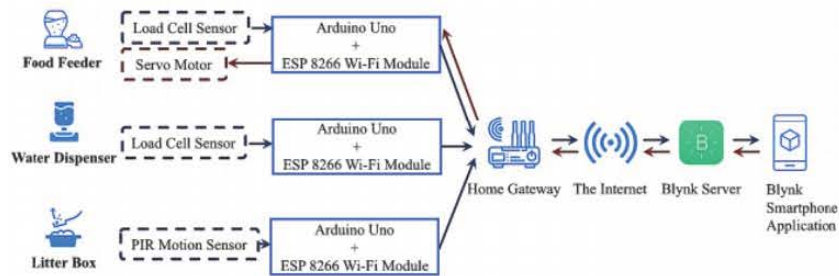 Food Feeder
Load Cell Sensor
Servo Motor
Arduino Uno
+
ESP 8266 Wi-Fi Module
Water Dispenser
Load Cell Sensor
Arduino Uno
+
ESP 8266 Wi-Fi Module
Litter Box
PIR Motion Sensor
Arduino Uno
+
ESP 8266 Wi-Fi Module
Home Gateway
The Internet
B
Blynk Server
Blynk
Smartphone
Application